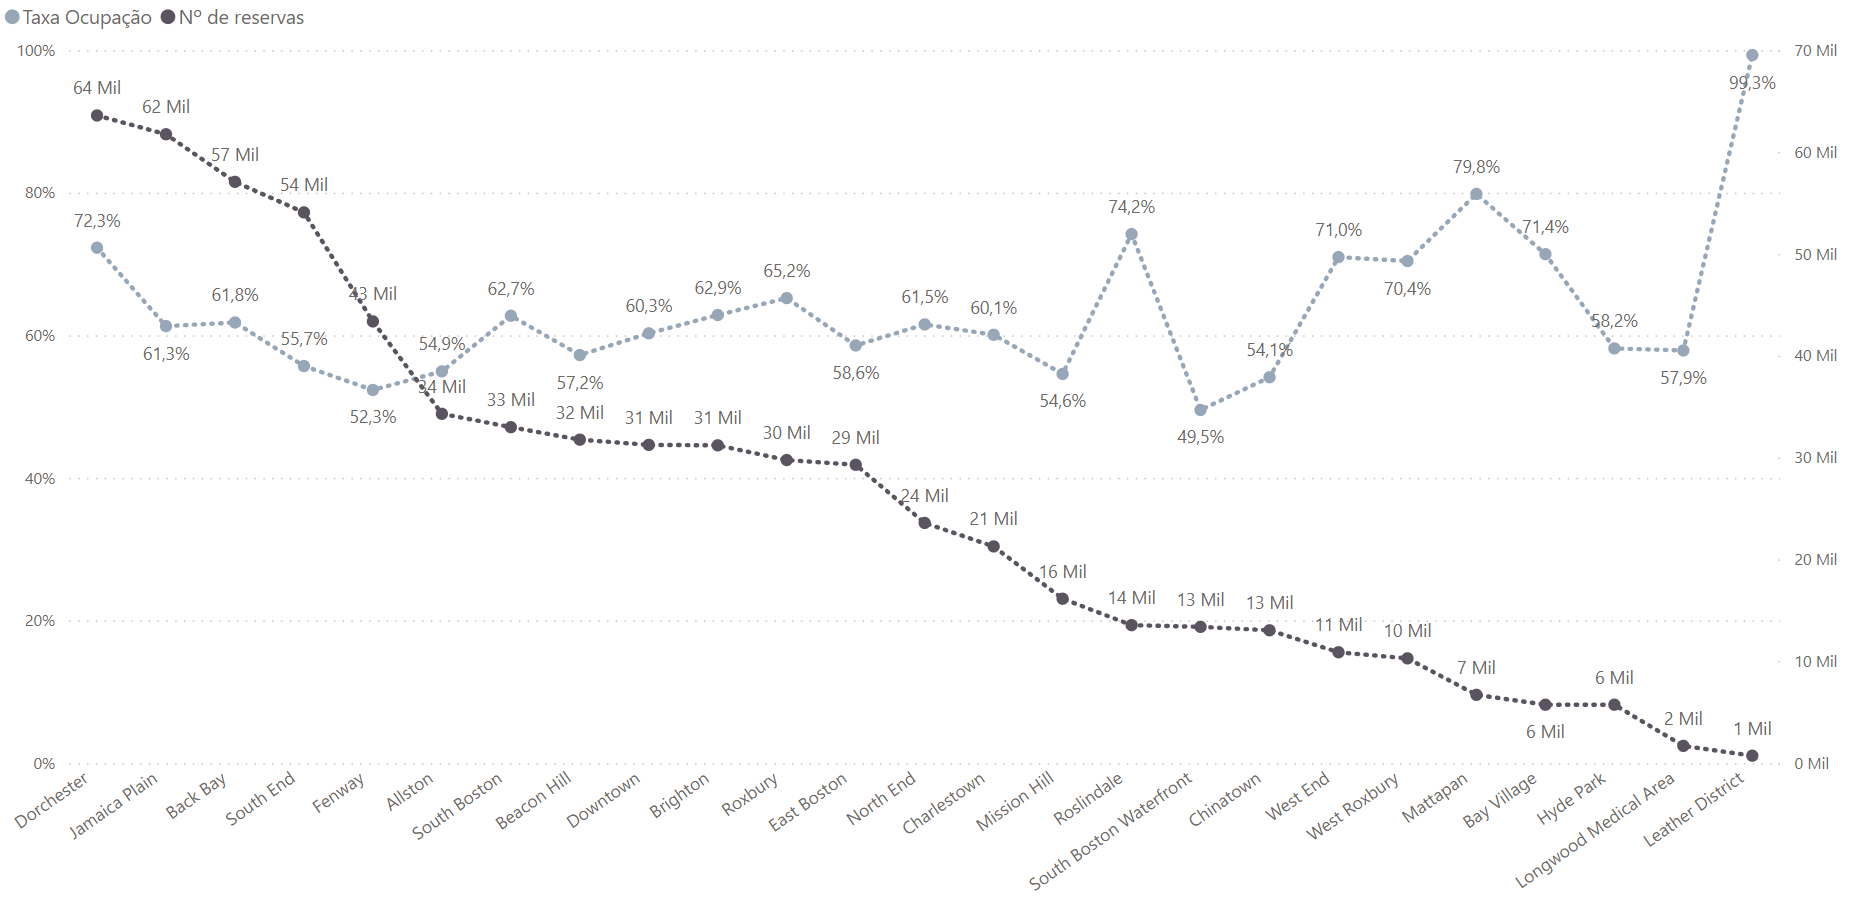 Taxa Ocupação Nº de reservas
100%
80%
60%
40%
20%
0%
70 Mil
60 Mil
50 Mil
40 Mil
30 Mil
20 Mil
10 Mil
0 Mil
64 Mil
62 Mil
57 Mil
54 Mil
43 Mil
34 Mil
33 Mil
32 Mil
31 Mil
31 Mil
30 Mil
29 Mil
24 Mil
21 Mil
16 Mil
14 Mil
13 Mil
13 Mil
11 Mil
10 Mil
7 Mil
6 Mil
6 Mil
2 Mil
1 Mil
72,3%
61,3%
61,8%
55,7%
52,3%
54,9%
62,7%
57,2%
60,3%
62,9%
65,2%
58,6%
61,5%
60,1%
54,6%
74,2%
49,5%
54,1%
71,0%
70,4%
79,8%
71,4%
58,2%
57,9%
99,3%
Dorchester
Jamaica Plain
Back Bay
South End
Fenway
Allston
South Boston
Beacon Hill
Downtown
Brighton
Roxbury
East Boston
North End
Charlestown
Mission Hill
Roslindale
South Boston Waterfront
Chinatown
West End
West Roxbury
Mattapan
Bay Village
Hyde Park
Longwood Medical Area
Leather District